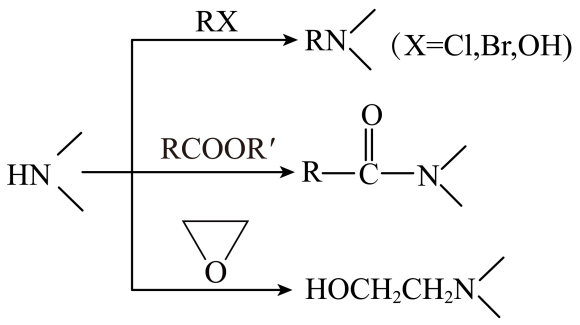 RX
RN (X=Cl,Br,OH)
O
RCOOR′
HN
R—C—N
O
HOCH₂CH₂N